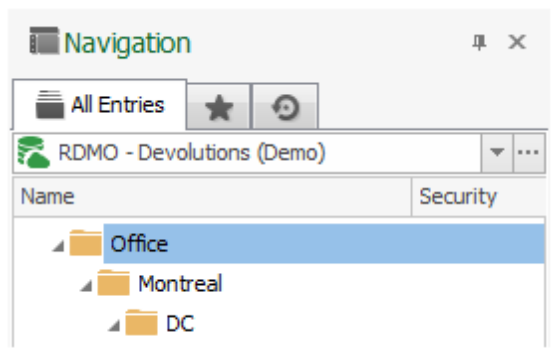 Navigation
All Entries
RDMO - Devolutions (Demo)
Name Security
Office
Montreal
DC